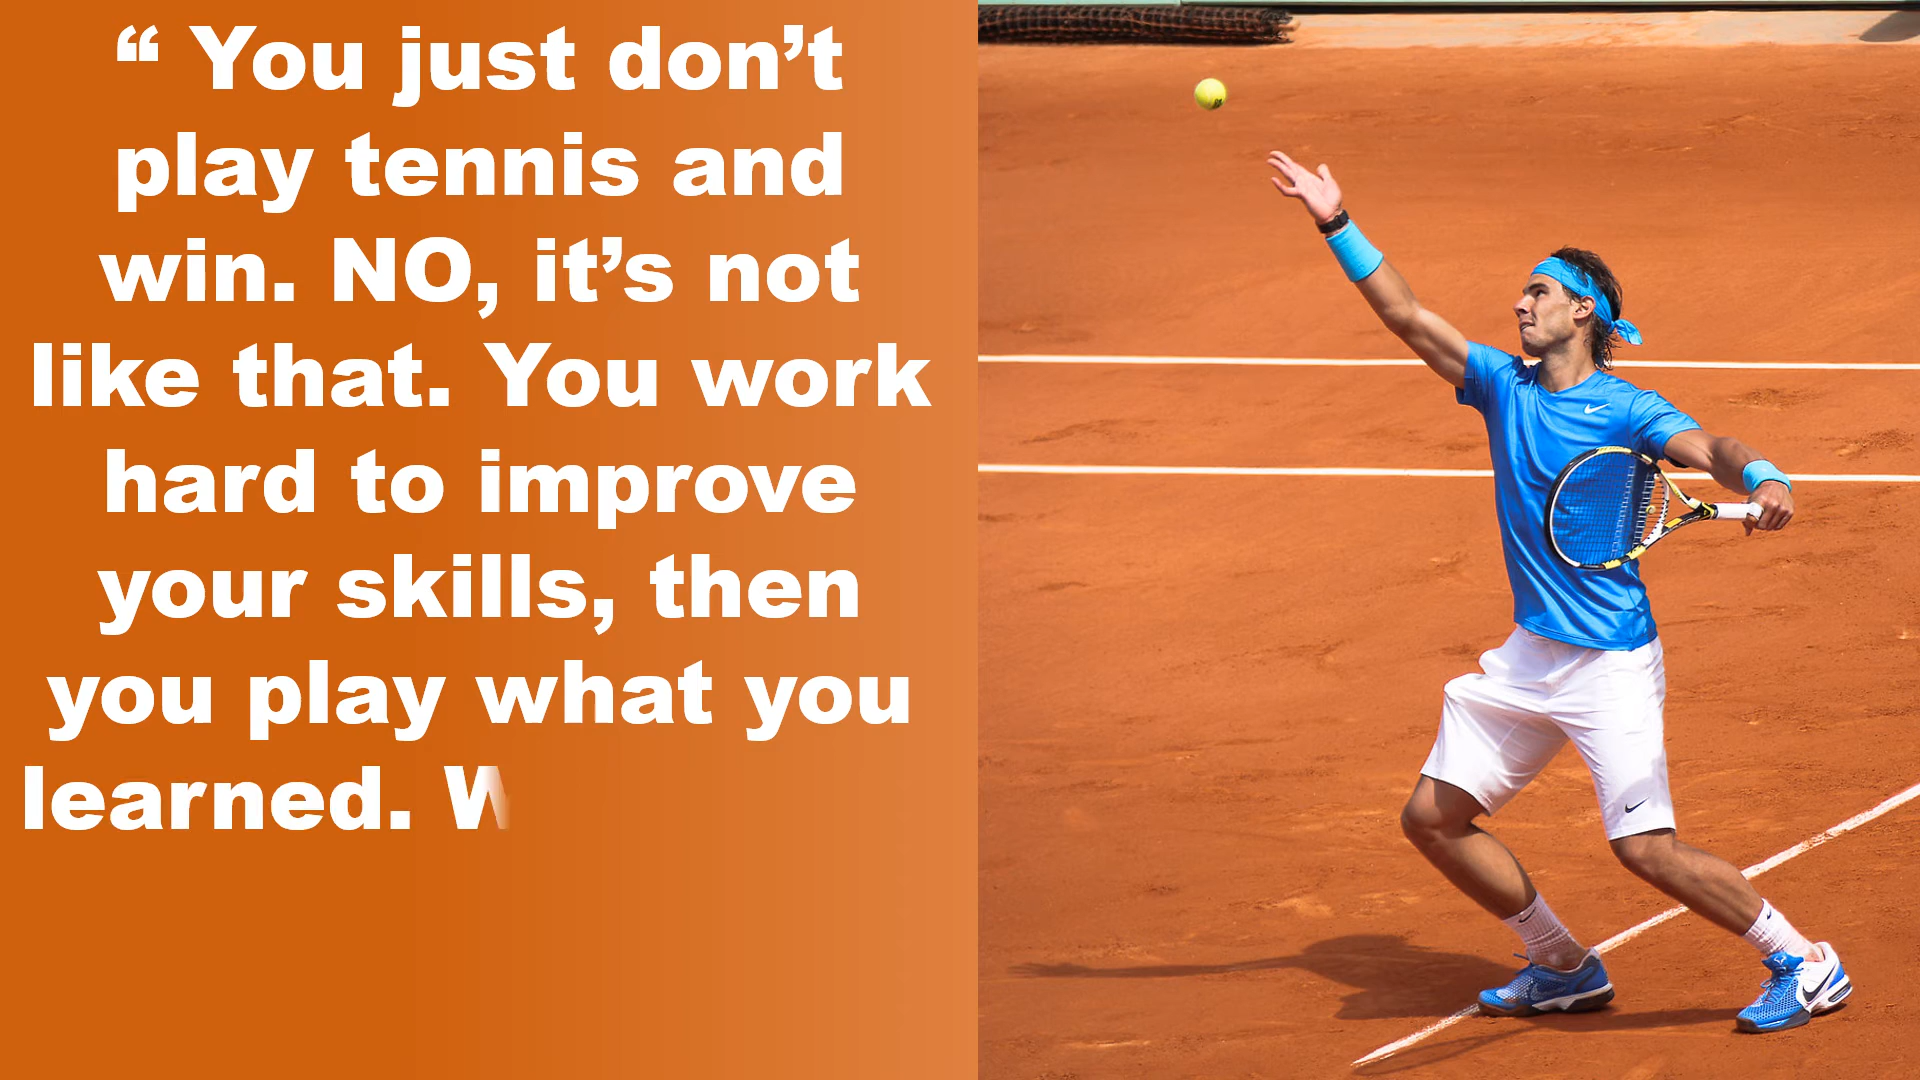 “ You just don’t
play tennis and
win. NO, it’s not
like that. You work
hard to improve
your skills, then
you play what you
learned. W